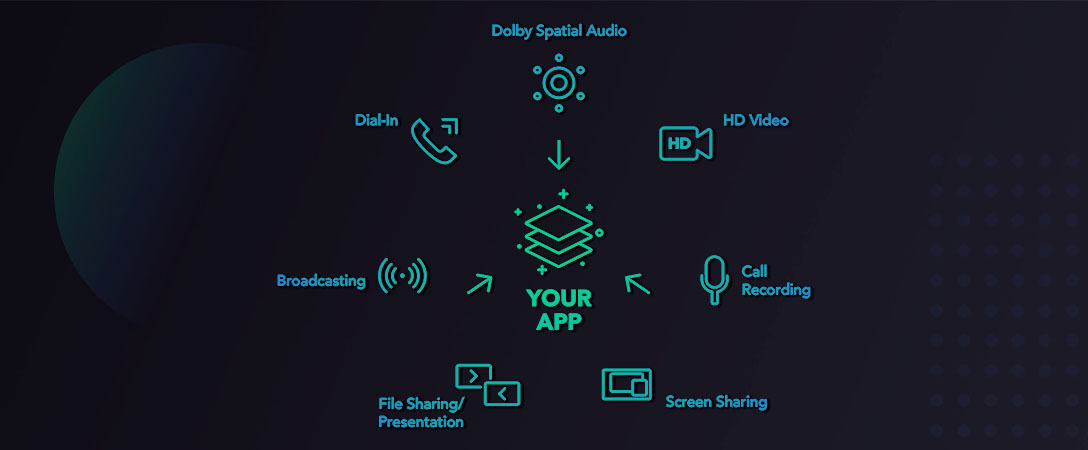 Dolby Spatial Audio
Dial-In
HD Video
HD
Broadcasting
Call
Recording
YOUR
APP
File Sharing/
Presentation
Screen Sharing